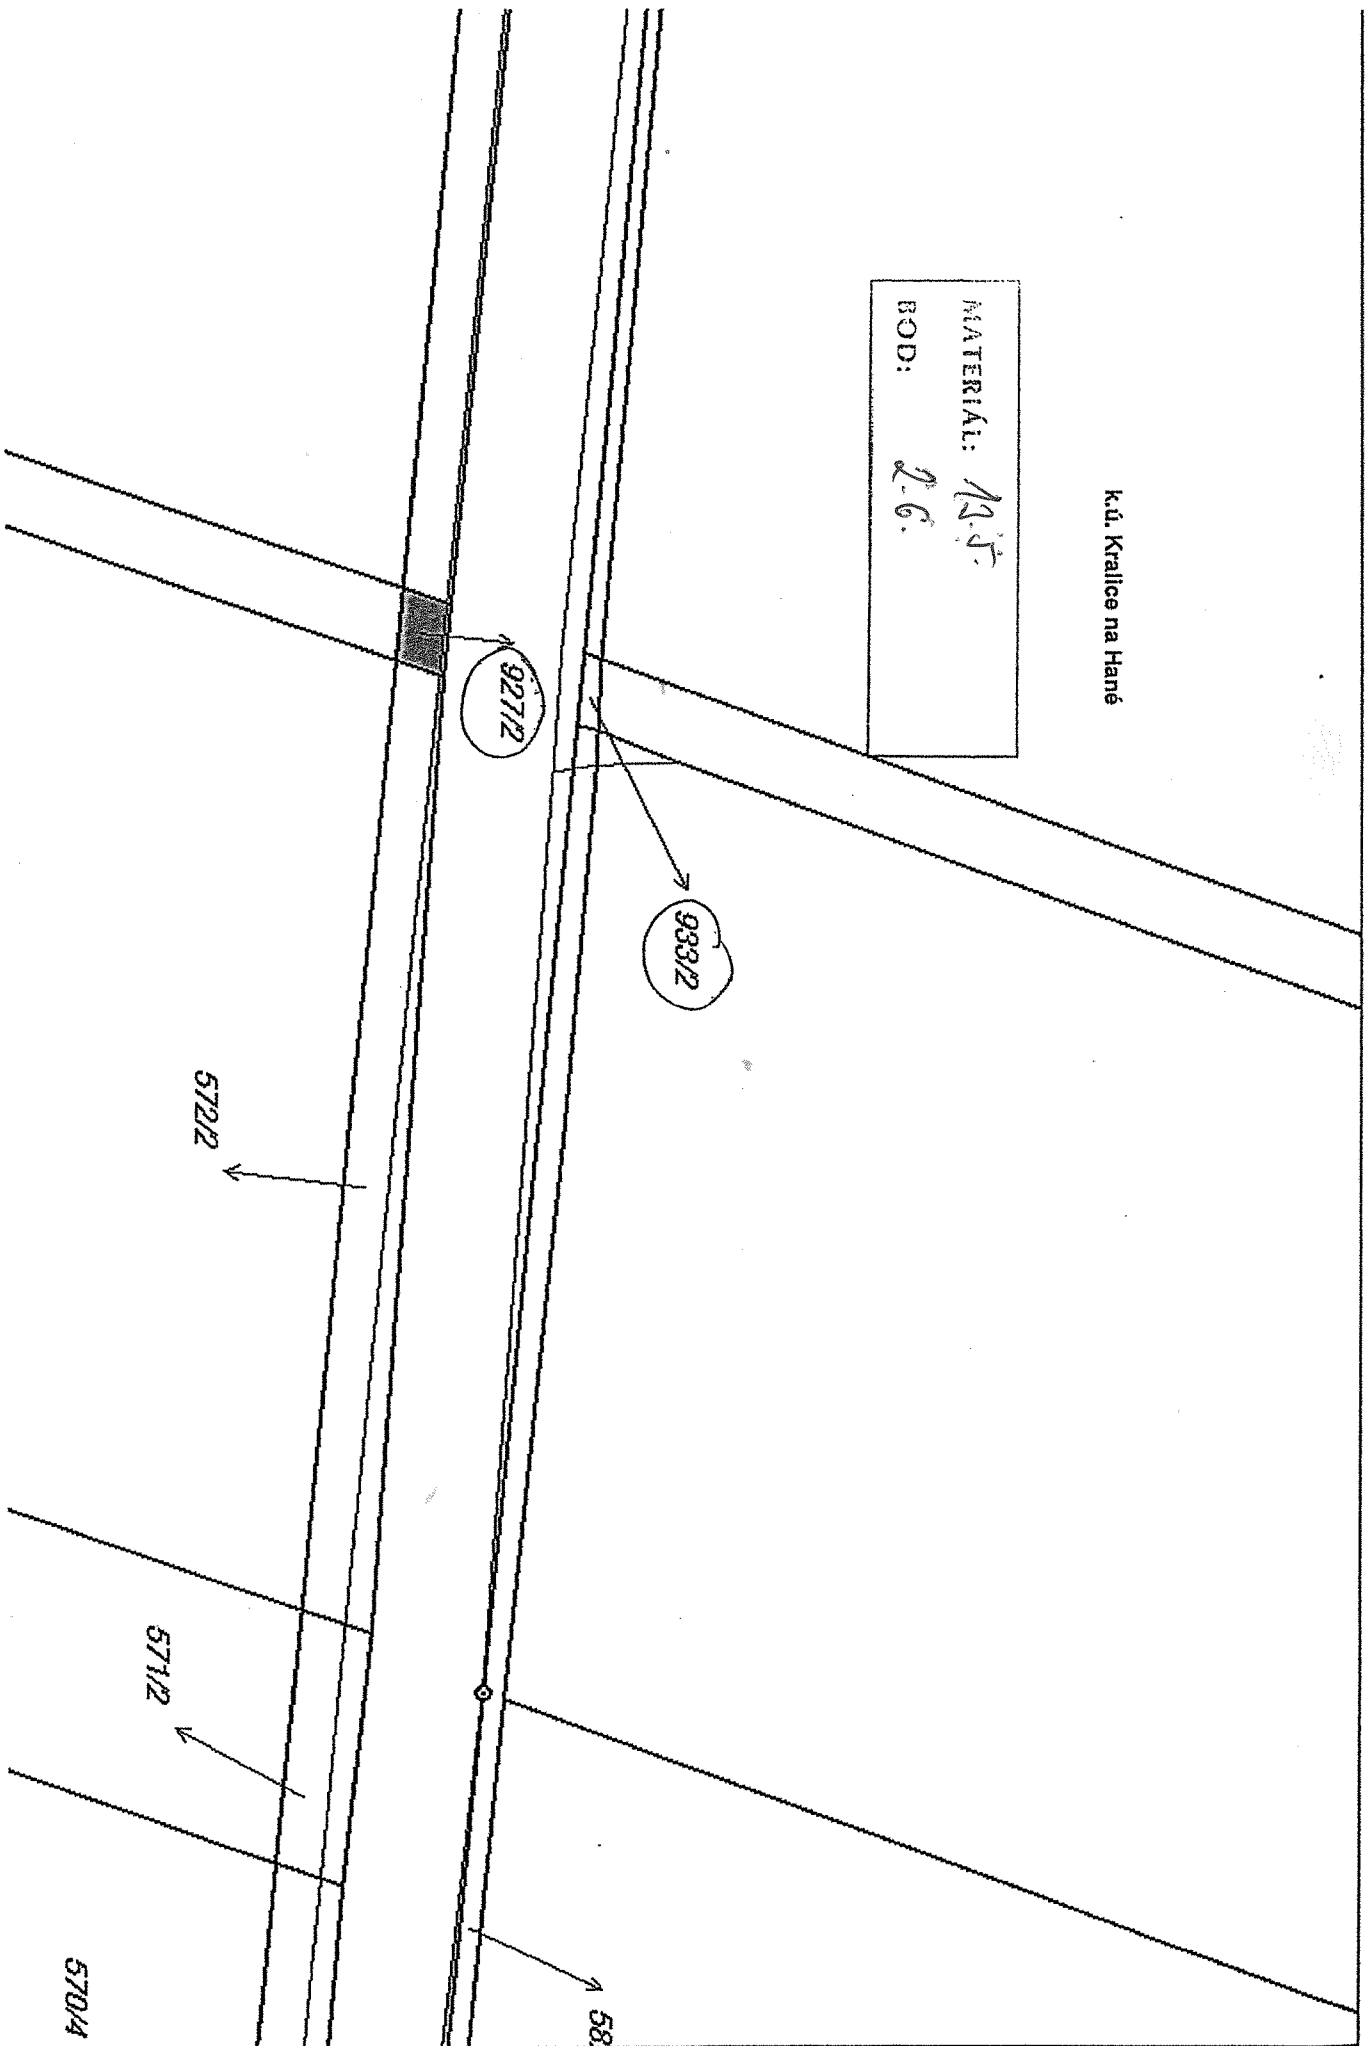 k.ú. Kralice na Hané
MATERIÁL: 13.5.
BOD: 2.6.
927/2
933/2
572/2
571/2
58
570/4